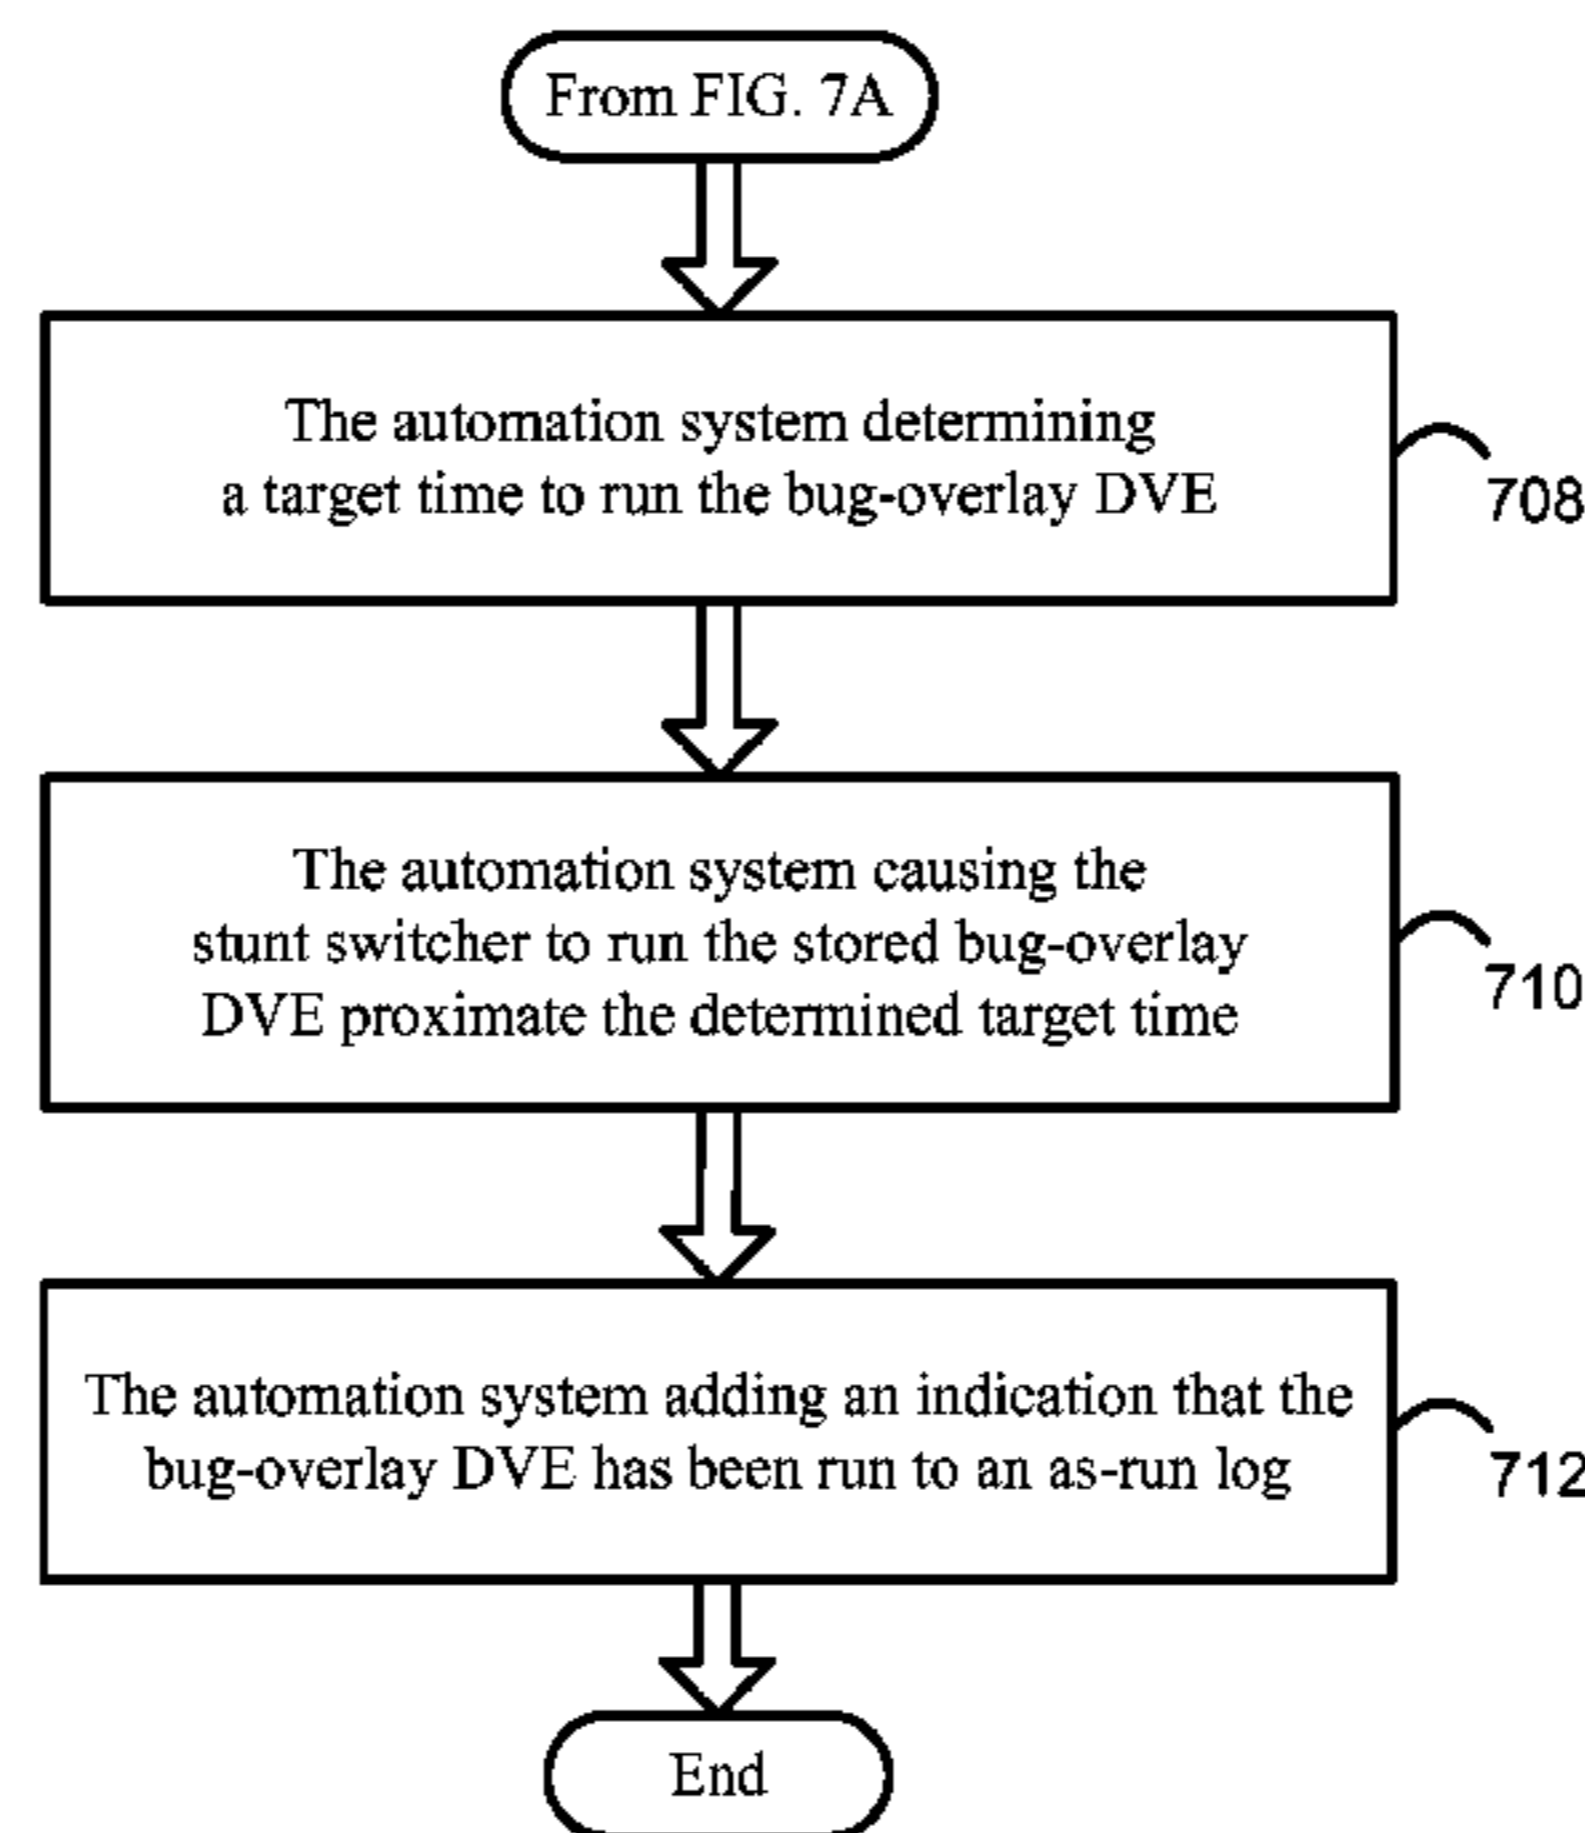 From FIG. 7A
The automation system determining
a target time to run the bug-overlay DVE
708
The automation system causing the
stunt switcher to run the stored bug-overlay
DVE proximate the determined target time
710
The automation system adding an indication that the
bug-overlay DVE has been run to an as-run log
712
End